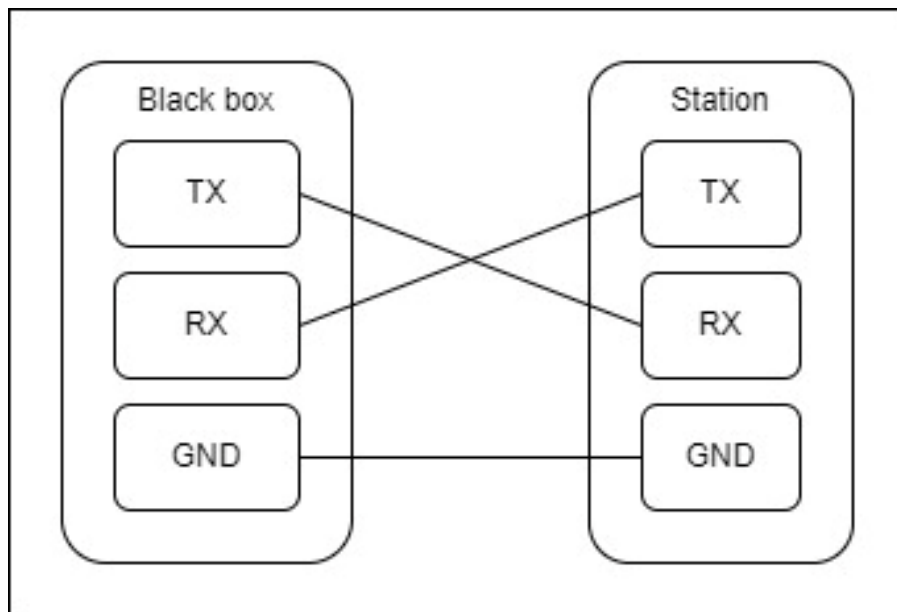 Black box
TX
RX
GND
Station
TX
RX
GND